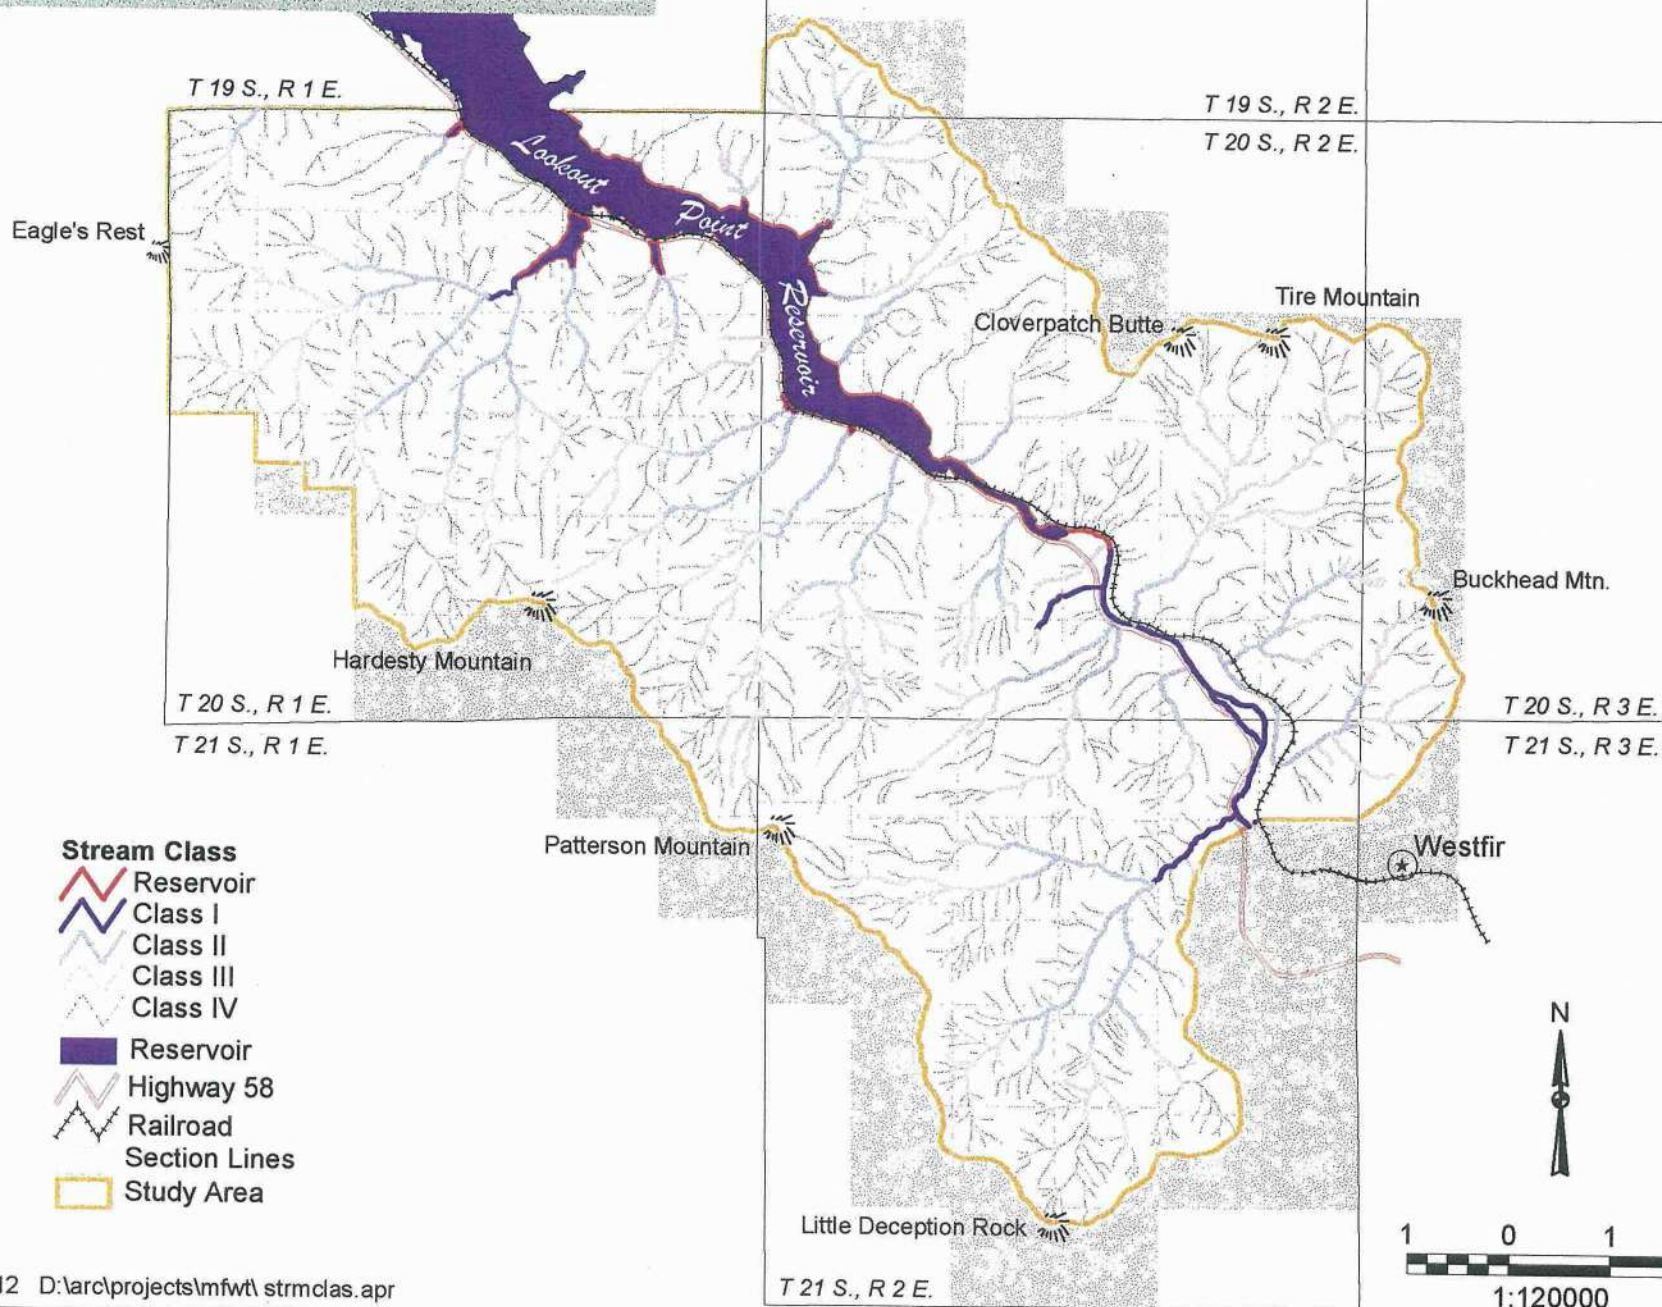 T 19 S., R 1 E.
T 19 S., R 2 E.
T 20 S., R 2 E.
Lookout
Point
Reservoir
Eagle's Rest
Tire Mountain
Cloverpatch Butte
Buckhead Mtn.
Hardesty Mountain
T 20 S., R 1 E.
T 20 S., R 3 E.
T 21 S., R 1 E.
T 21 S., R 3 E.
Patterson Mountain
Westfir
Stream Class
Reservoir
Class I
Class II
Class III
Class IV
Reservoir
Highway 58
Railroad
Section Lines
Study Area
N
Little Deception Rock
1 0 1
1:120000
12 D:\arc\projects\mfwt\ strmclas.apr
T 21 S., R 2 E.